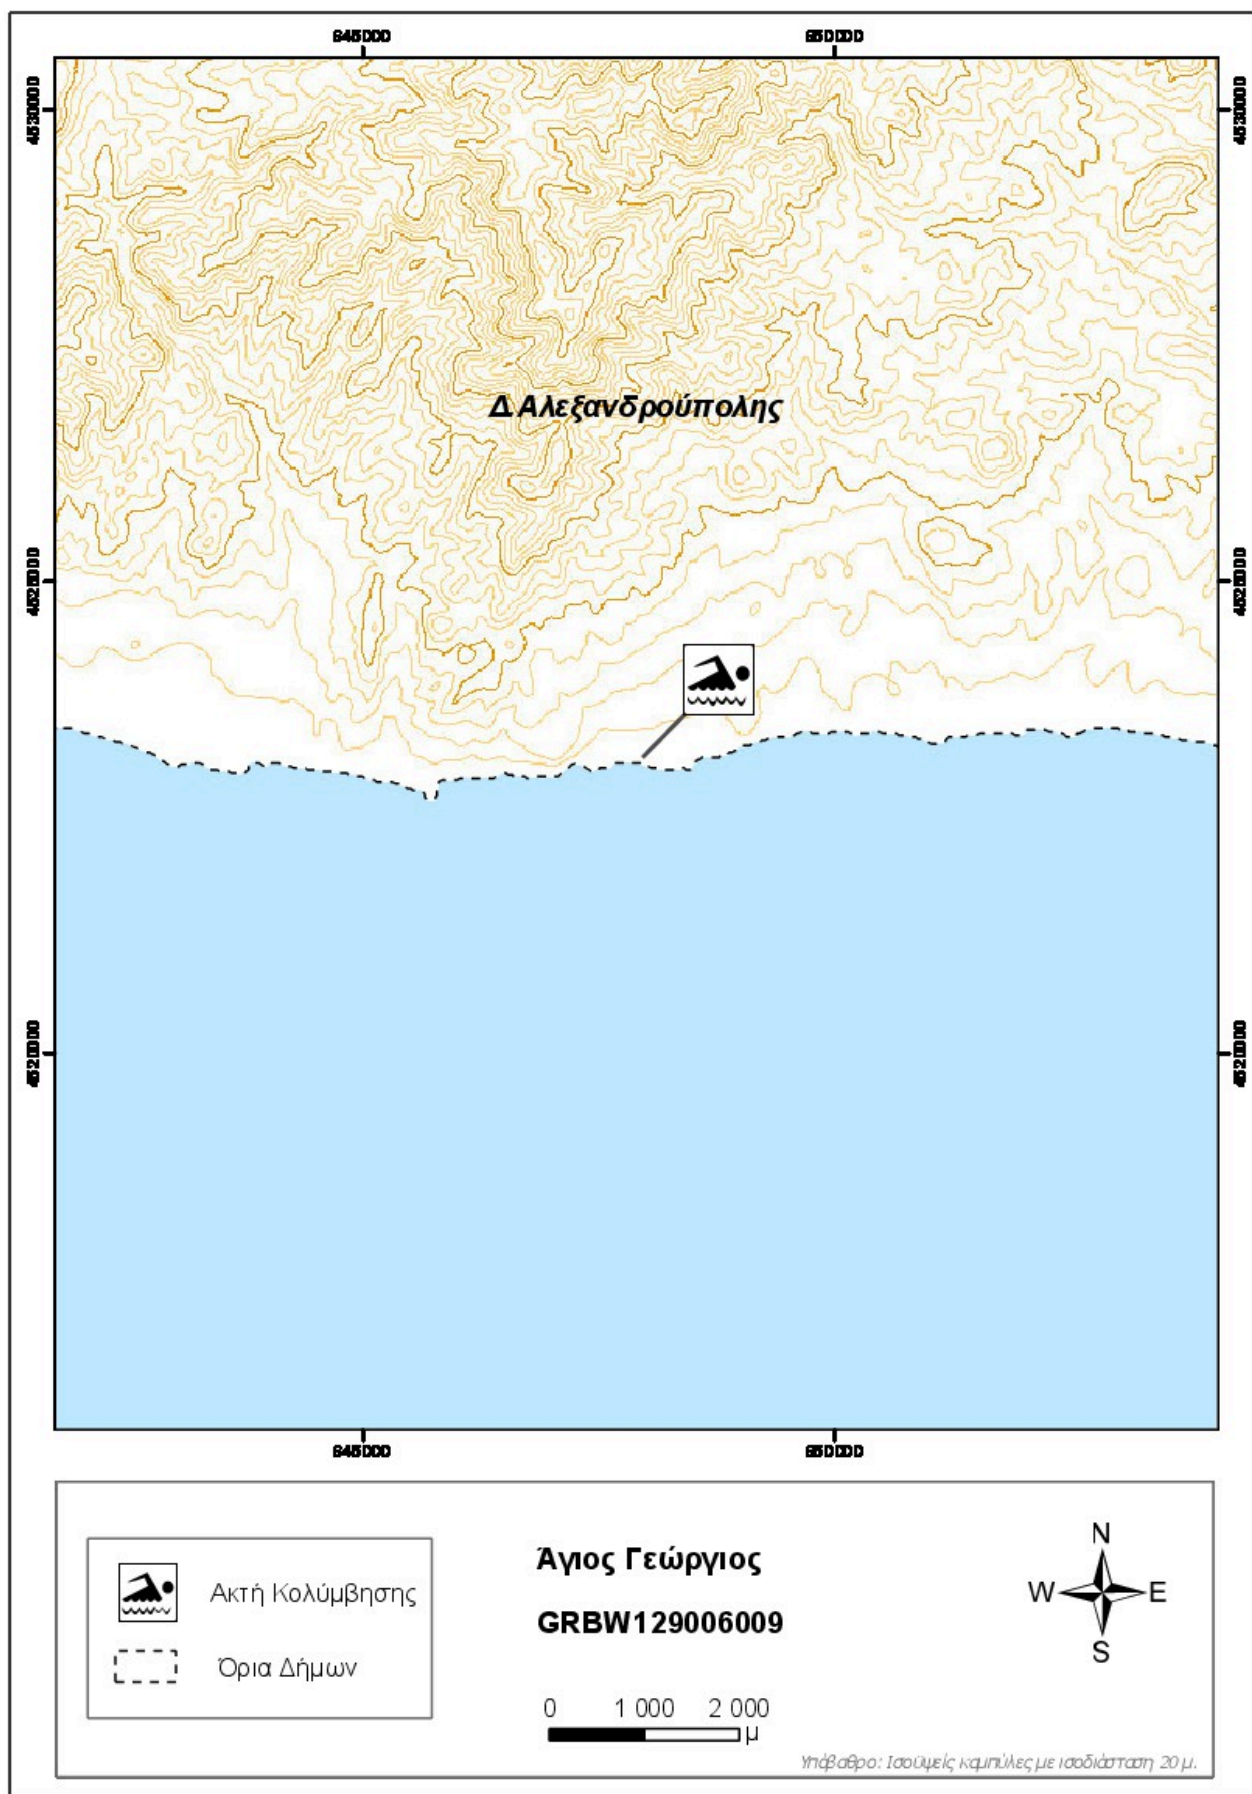 645000 650000
4530000 4530000
Δ Αλεξανδρούπολης
4525000 4525000
4520000 4520000
645000 650000
Άγιος Γεώργιος
GRBW129006009
Ακτή Κολύμβησης
Όρια Δήμων
0 1 000 2 000
μ
N
W E
S
Υπόβαθρο: Ισοϋψείς καμπύλες με ισοδιάσταση 20 μ.